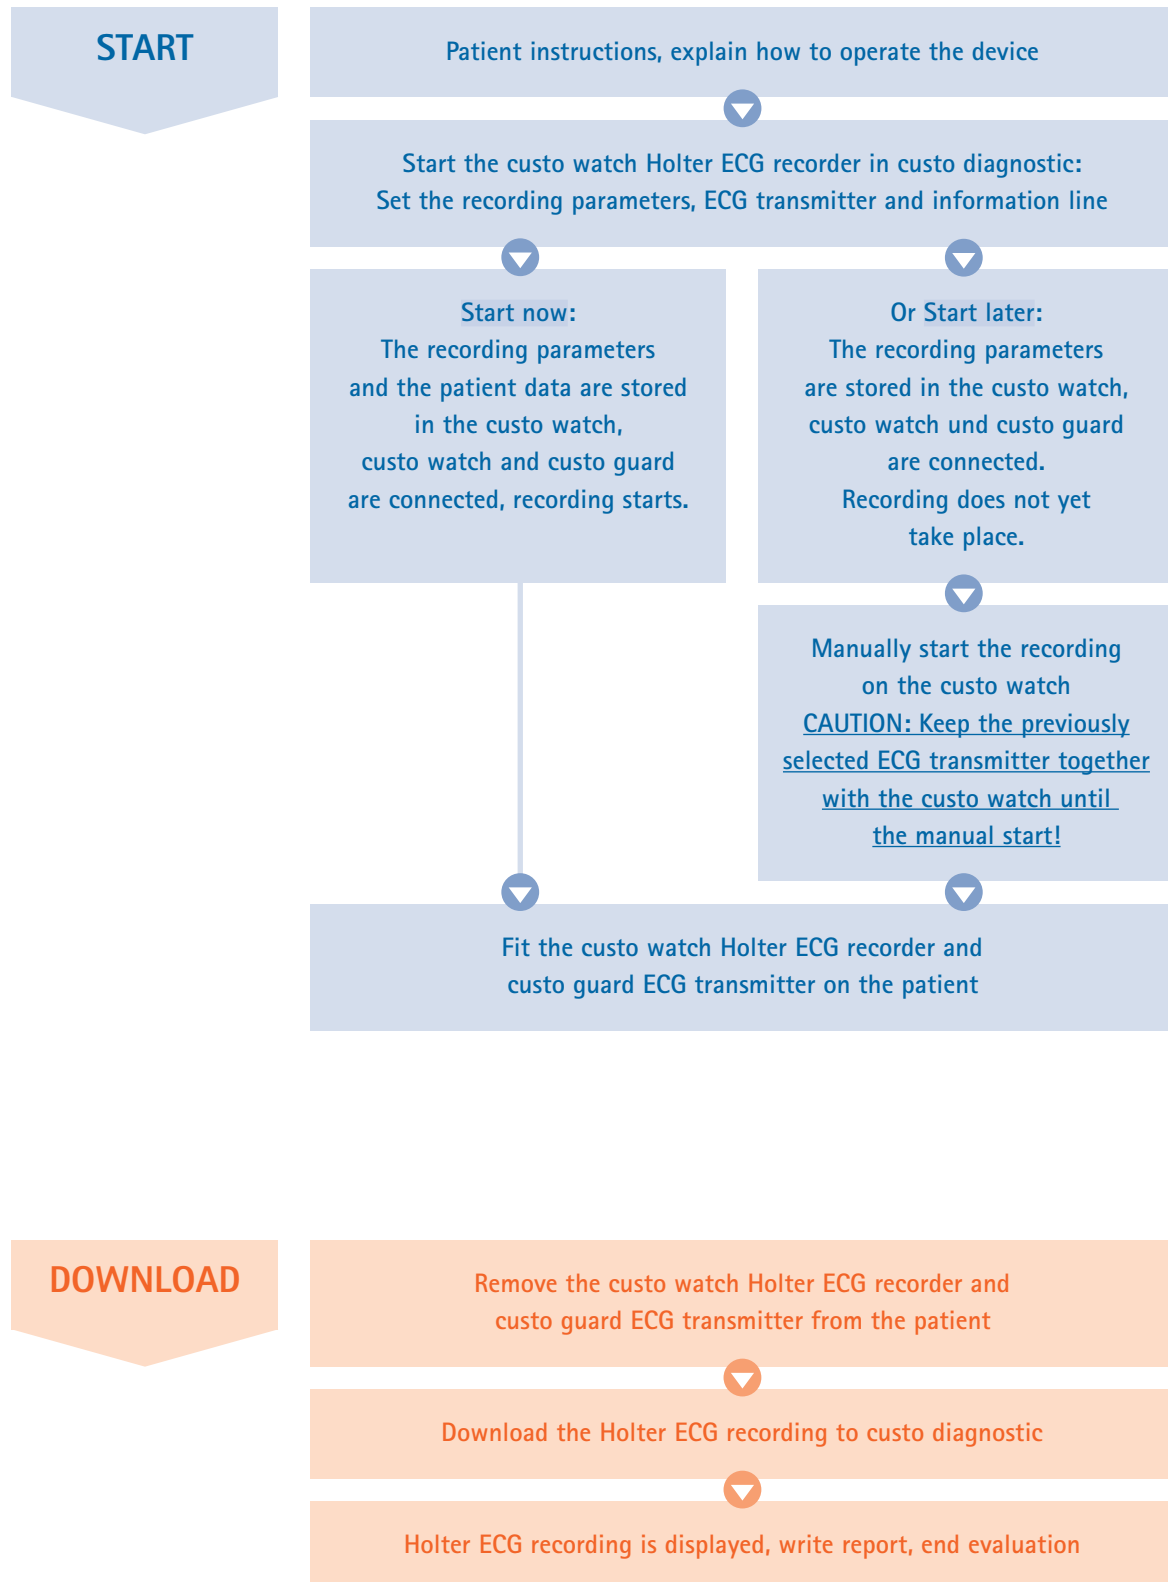 START
Patient instructions, explain how to operate the device
Start the custo watch Holter ECG recorder in custo diagnostic:
Set the recording parameters, ECG transmitter and information line
Start now:
The recording parameters
and the patient data are stored
in the custo watch,
custo watch and custo guard
are connected, recording starts.
Or Start later:
The recording parameters
are stored in the custo watch,
custo watch und custo guard
are connected.
Recording does not yet
take place.
Manually start the recording
on the custo watch
CAUTION: Keep the previously
selected ECG transmitter together
with the custo watch until
the manual start!
Fit the custo watch Holter ECG recorder and
custo guard ECG transmitter on the patient
DOWNLOAD
Remove the custo watch Holter ECG recorder and
custo guard ECG transmitter from the patient
Download the Holter ECG recording to custo diagnostic
Holter ECG recording is displayed, write report, end evaluation